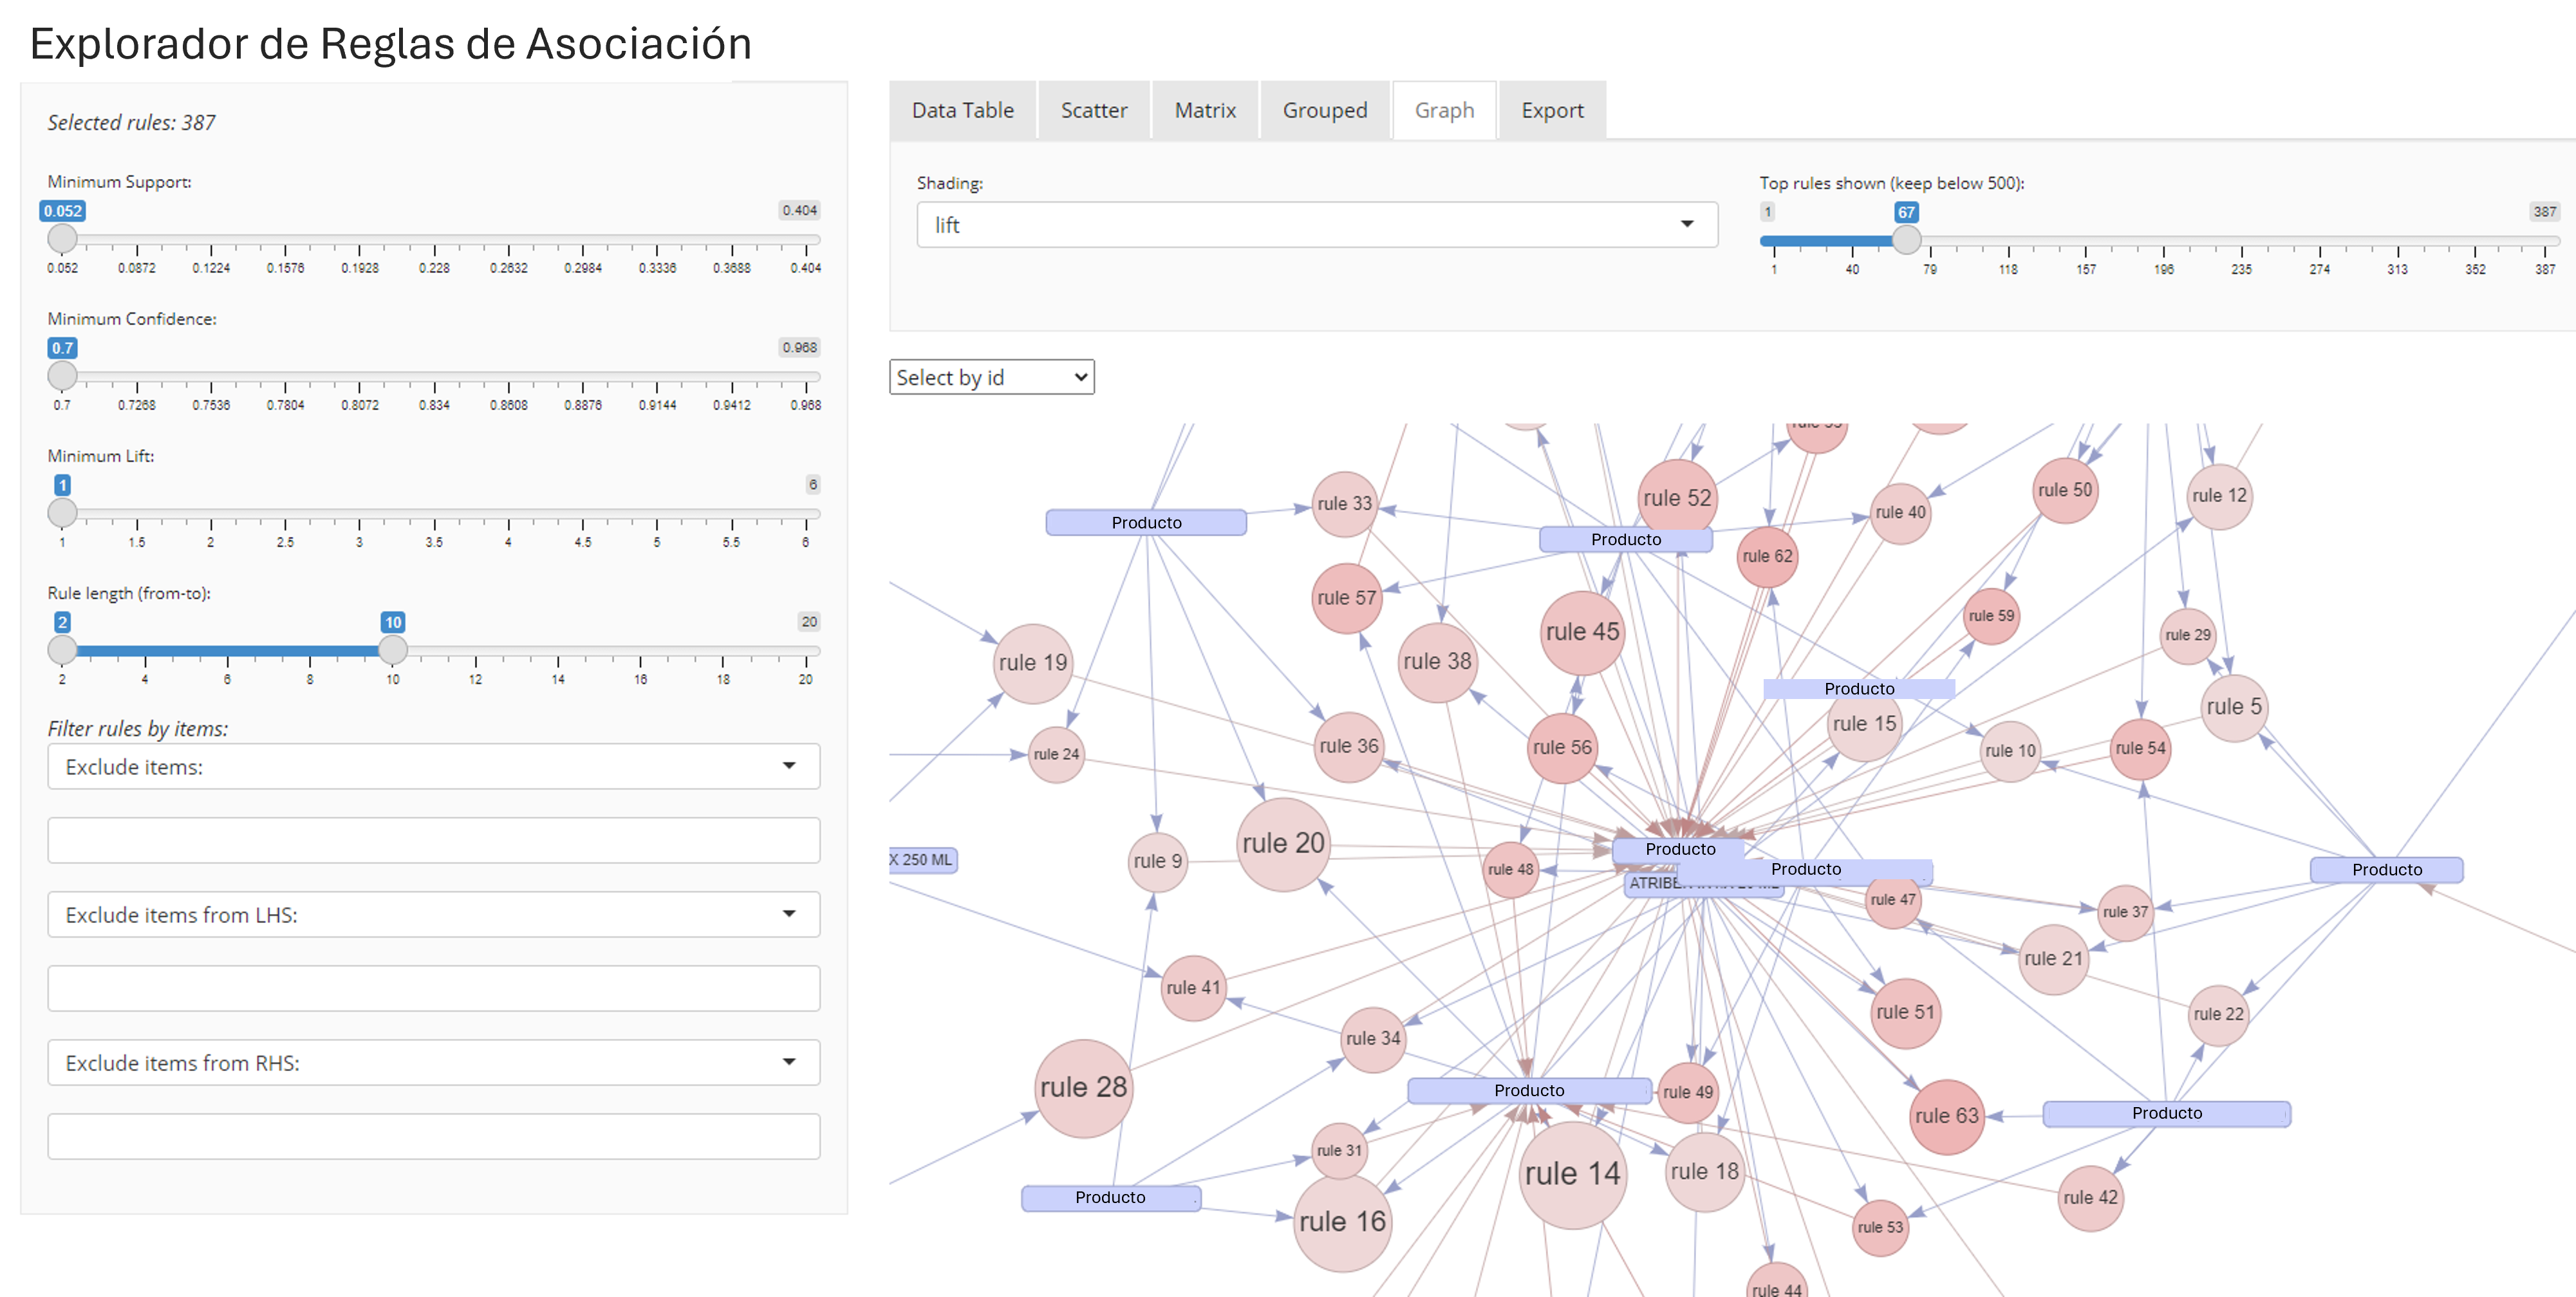 Explorador de Reglas de Asociación
Selected rules: 387
Minimum Support:
0.052 0.404
0.052 0.0872 0.1224 0.1576 0.1928 0.228 0.2632 0.2984 0.3336 0.3688 0.404
Minimum Confidence:
0.7 0.968
0.7 0.7268 0.7536 0.7804 0.8072 0.834 0.8608 0.8876 0.9144 0.9412 0.968
Minimum Lift:
1 6
1 1.5 2 2.5 3 3.5 4 4.5 5 5.5 6
Rule length (from-to):
2 10 20
2 4 6 8 10 12 14 16 18 20
Filter rules by items:
Exclude items:
Exclude items from LHS:
Exclude items from RHS:
Data Table Scatter Matrix Grouped Graph Export
Shading:
lift
Top rules shown (keep below 500):
1 67 387
1 40 79 118 157 196 235 274 313 352 387
Select by id
rule 52
rule 50
rule 12
rule 33
rule 40
Producto
Producto
rule 62
rule 57
rule 59
rule 45
rule 29
rule 38
rule 19
Producto
rule 5
rule 15
rule 36
rule 56
rule 54
rule 10
rule 24
rule 20
Producto
X 250 ML
rule 9
rule 48
Producto
Producto
rule 47
rule 37
rule 21
rule 41
rule 51
rule 22
rule 34
rule 28
Producto
rule 49
rule 63
Producto
rule 31
rule 14
rule 18
Producto
rule 42
rule 16
rule 53
rule 44